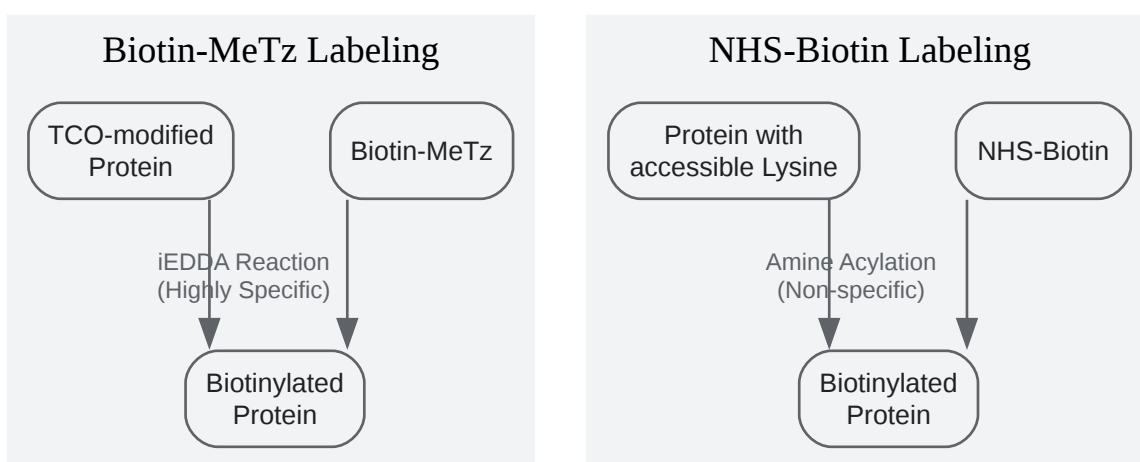 Biotin-MeTz Labeling
TCO-modified
Protein
Biotin-MeTz
iEDDA Reaction
(Highly Specific)
Biotinylated
Protein
NHS-Biotin Labeling
Protein with
accessible Lysine
NHS-Biotin
Amine Acylation
(Non-specific)
Biotinylated
Protein